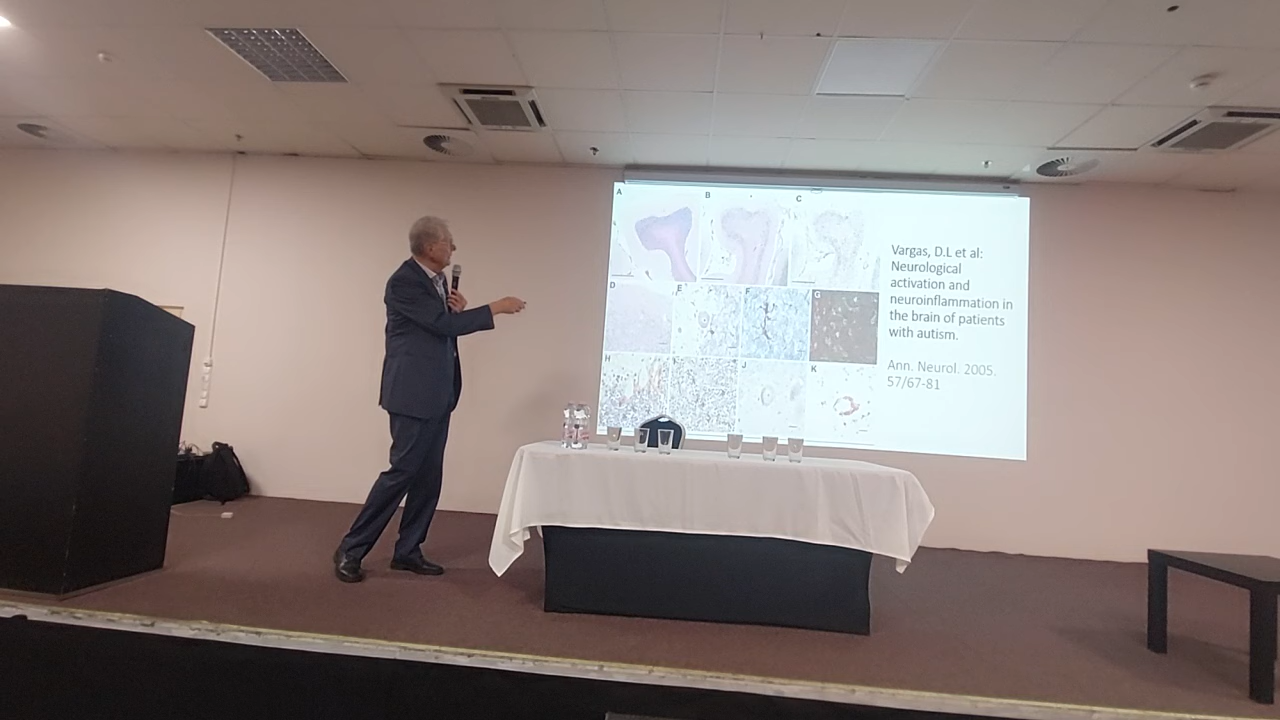 A
B
C
D
E
F
G
H
J
K
Vargas, D.L et al:
Neurological
activation and
neuroinflammation in
the brain of patients
with autism.
Ann. Neurol. 2005.
57/67-81